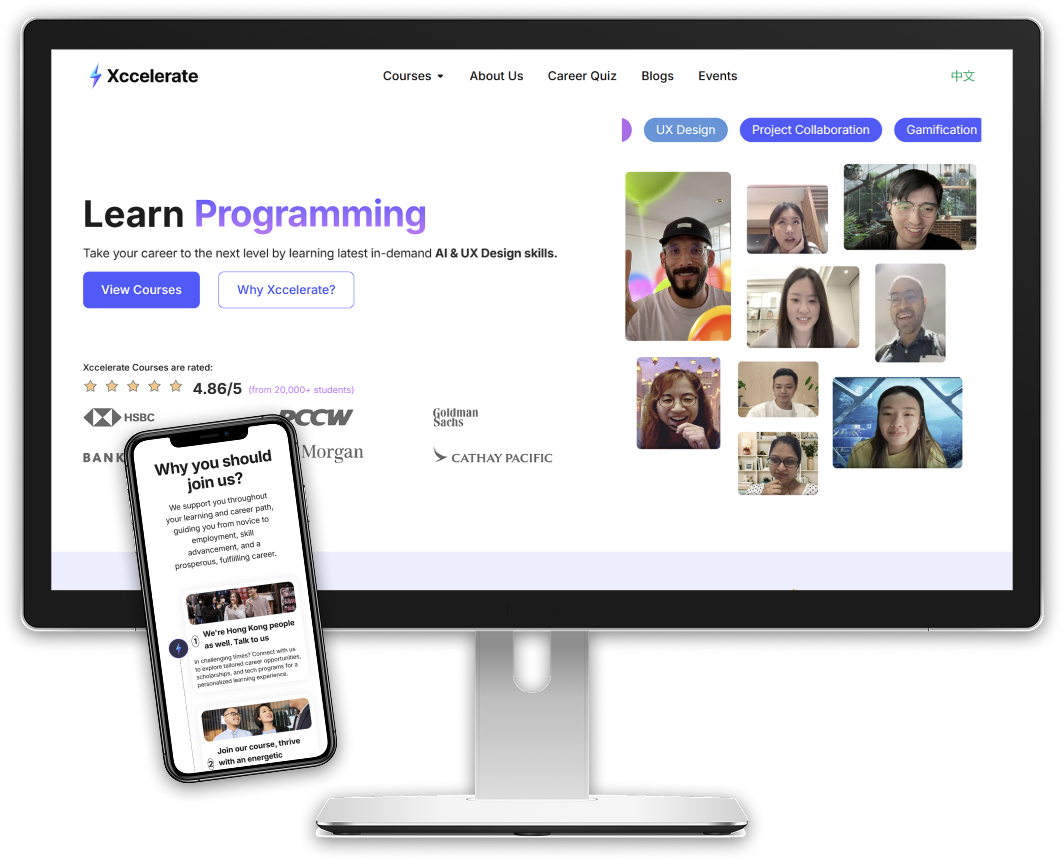 Xccelerate
Courses
About Us
Career Quiz
Blogs
Events
中文
UX Design
Project Collaboration
Gamification
Learn Programming
Take your career to the next level by learning latest in-demand AI & UX Design skills.
View Courses
Why Xccelerate?
Xccelerate Courses are rated:
4.86/5 (from 20,000+ students)
HSBC
PCCW
Goldman
Sachs
BANK
Morgan
CATHAY PACIFIC
Why you should
join us?
We support you throughout
your learning and career path,
guiding you from novice to
employment, skill
advancement, and a
prosperous, fulfilling career.
1
We're Hong Kong people
as well. Talk to us
In challenging times? Connect with us
to explore tailored career opportunities,
scholarships, and tech programs for a
personalized learning experience.
2
Join our course, thrive
with an energetic